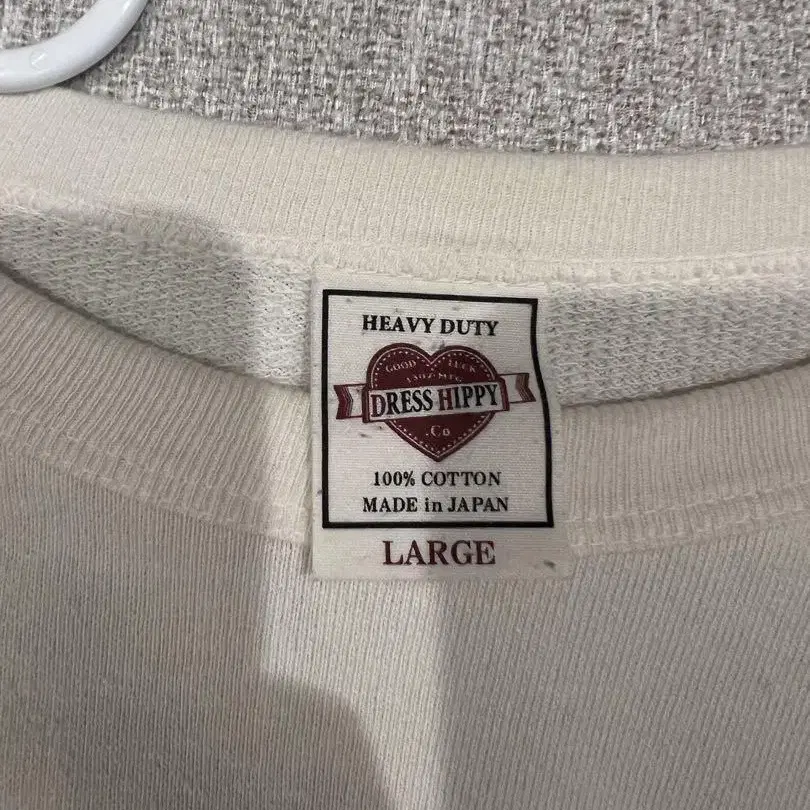 HEAVY DUTY
GOOD LUCK
DRESS HIPPY
.Co
100% COTTON
MADE in JAPAN
LARGE